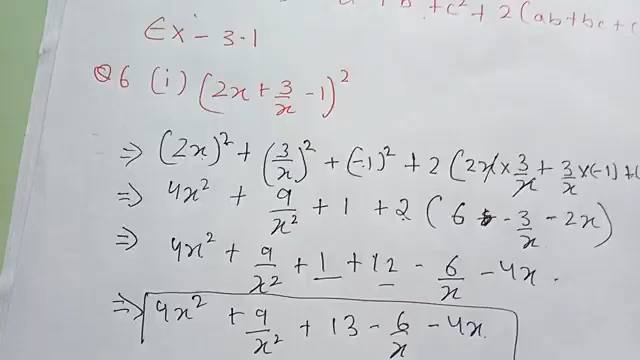 + c² + 2(ab+bc+c
Ex - 3.1
Q6 (i) (2x + 3/x - 1)²
⇒ (2x)² + (3/x)² + (-1)² + 2 (2x × 3/x + 3/x × (-1) + (
⇒ 4x² + 9/x² + 1 + 2 (6 - 3/x - 2x)
⇒ 4x² + 9/x² + 1 + 12 - 6/x - 4x.
⇒ 4x² + 9/x² + 13 - 6/x - 4x